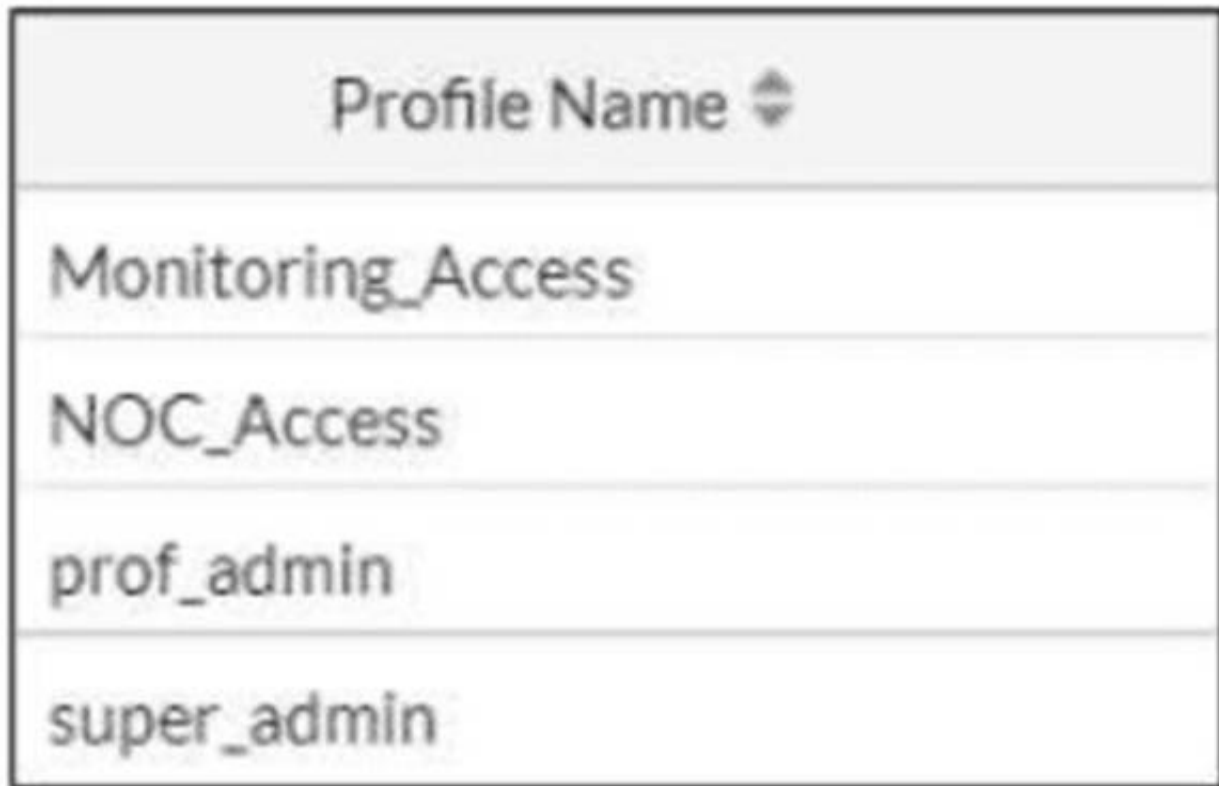 Profile Name
Monitoring_Access
NOC_Access
prof_admin
super_admin